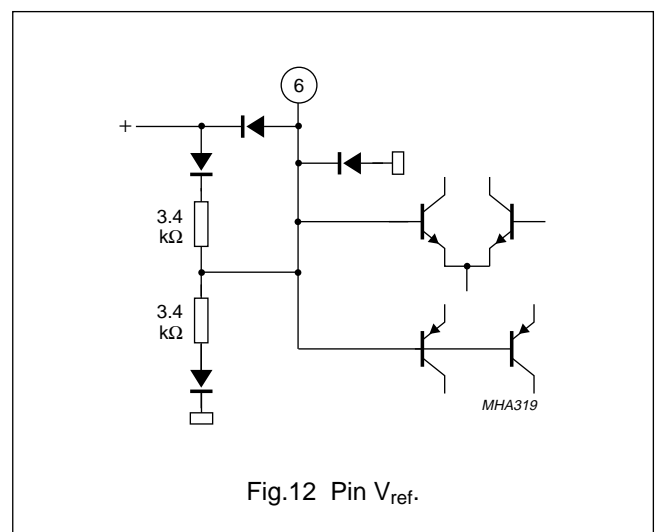 6
+
3.4
kΩ
3.4
kΩ
MHA319
Fig.12 Pin Vref.